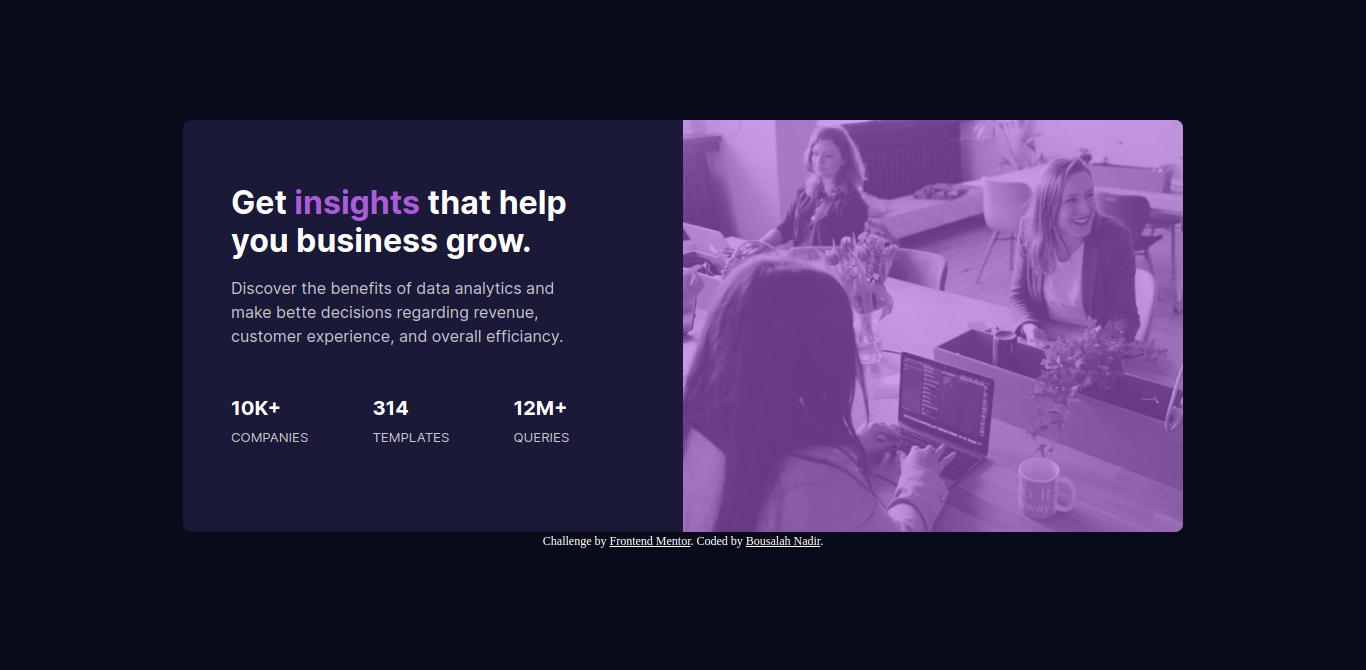 Get insights that help
you business grow.
Discover the benefits of data analytics and
make bette decisions regarding revenue,
customer experience, and overall efficiancy.
10K+ 314 12M+
COMPANIES TEMPLATES QUERIES
Challenge by Frontend Mentor. Coded by Bousalah Nadir.